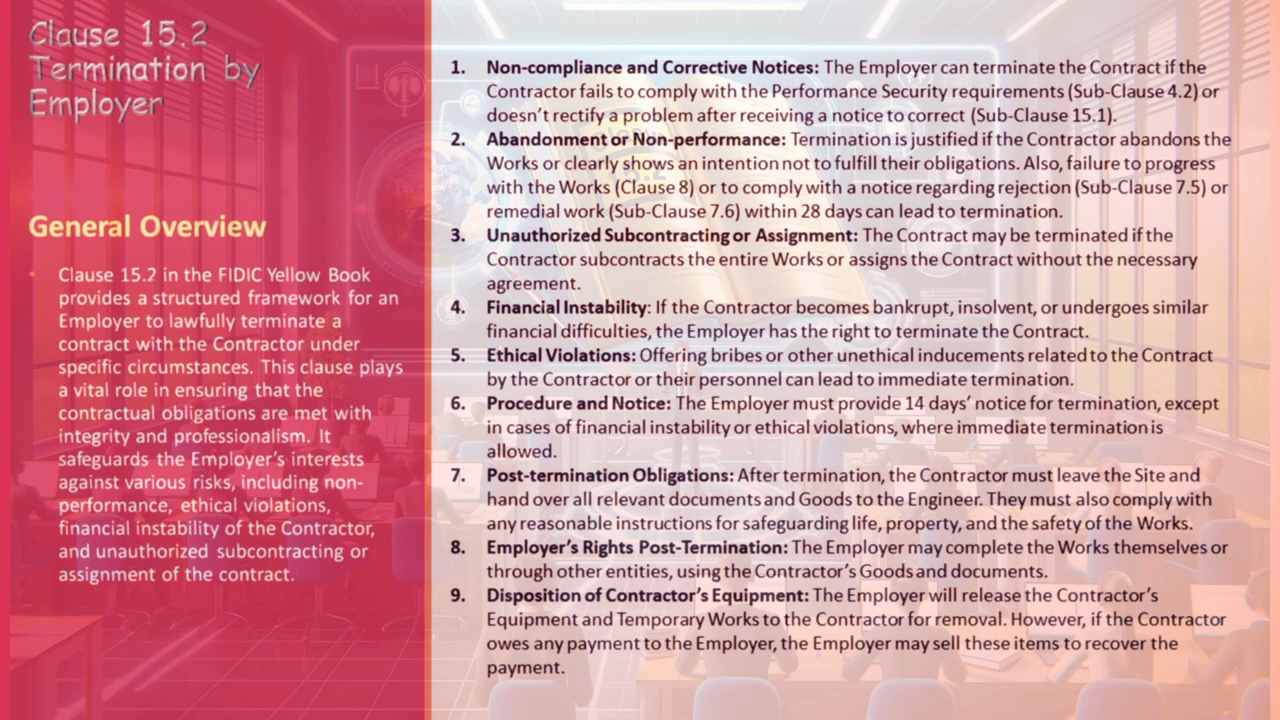 Clause 15.2
Termination by
Employer
General Overview
• Clause 15.2 in the FIDIC Yellow Book
provides a structured framework for an
Employer to lawfully terminate a
contract with the Contractor under
specific circumstances. This clause plays
a vital role in ensuring that the
contractual obligations are met with
integrity and professionalism. It
safeguards the Employer's interests
against various risks, including non-
performance, ethical violations,
financial instability of the Contractor,
and unauthorized subcontracting or
assignment of the contract.
1. Non-compliance and Corrective Notices: The Employer can terminate the Contract if the
Contractor fails to comply with the Performance Security requirements (Sub-Clause 4.2) or
doesn't rectify a problem after receiving a notice to correct (Sub-Clause 15.1).
2. Abandonment or Non-performance: Termination is justified if the Contractor abandons the
Works or clearly shows an intention not to fulfill their obligations. Also, failure to progress
with the Works (Clause 8) or to comply with a notice regarding rejection (Sub-Clause 7.5) or
remedial work (Sub-Clause 7.6) within 28 days can lead to termination.
3. Unauthorized Subcontracting or Assignment: The Contract may be terminated if the
Contractor subcontracts the entire Works or assigns the Contract without the necessary
agreement.
4. Financial Instability: If the Contractor becomes bankrupt, insolvent, or undergoes similar
financial difficulties, the Employer has the right to terminate the Contract.
5. Ethical Violations: Offering bribes or other unethical inducements related to the Contract
by the Contractor or their personnel can lead to immediate termination.
6. Procedure and Notice: The Employer must provide 14 days' notice for termination, except
in cases of financial instability or ethical violations, where immediate termination is
allowed.
7. Post-termination Obligations: After termination, the Contractor must leave the Site and
hand over all relevant documents and Goods to the Engineer. They must also comply with
any reasonable instructions for safeguarding life, property, and the safety of the Works.
8. Employer's Rights Post-Termination: The Employer may complete the Works themselves or
through other entities, using the Contractor's Goods and documents.
9. Disposition of Contractor's Equipment: The Employer will release the Contractor's
Equipment and Temporary Works to the Contractor for removal. However, if the Contractor
owes any payment to the Employer, the Employer may sell these items to recover the
payment.